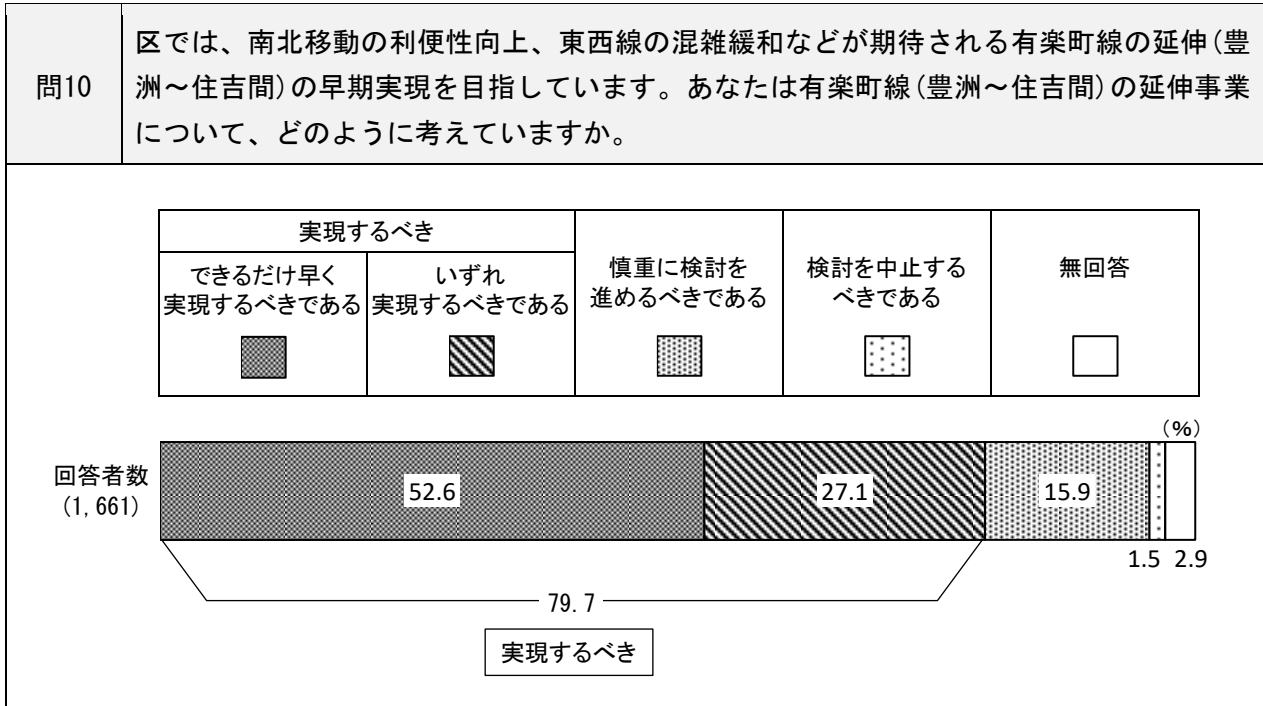 問10
区では、南北移動の利便性向上、東西線の混雑緩和などが期待される有楽町線の延伸(豊
洲～住吉間)の早期実現を目指しています。あなたは有楽町線(豊洲～住吉間)の延伸事業
について、どのように考えていますか。
実現するべき
できるだけ早く
実現するべきである
いずれ
実現するべきである
慎重に検討を
進めるべきである
検討を中止する
べきである
無回答
(%)
回答者数
(1,661)
52.6
27.1
15.9
1.5
2.9
79.7
実現するべき